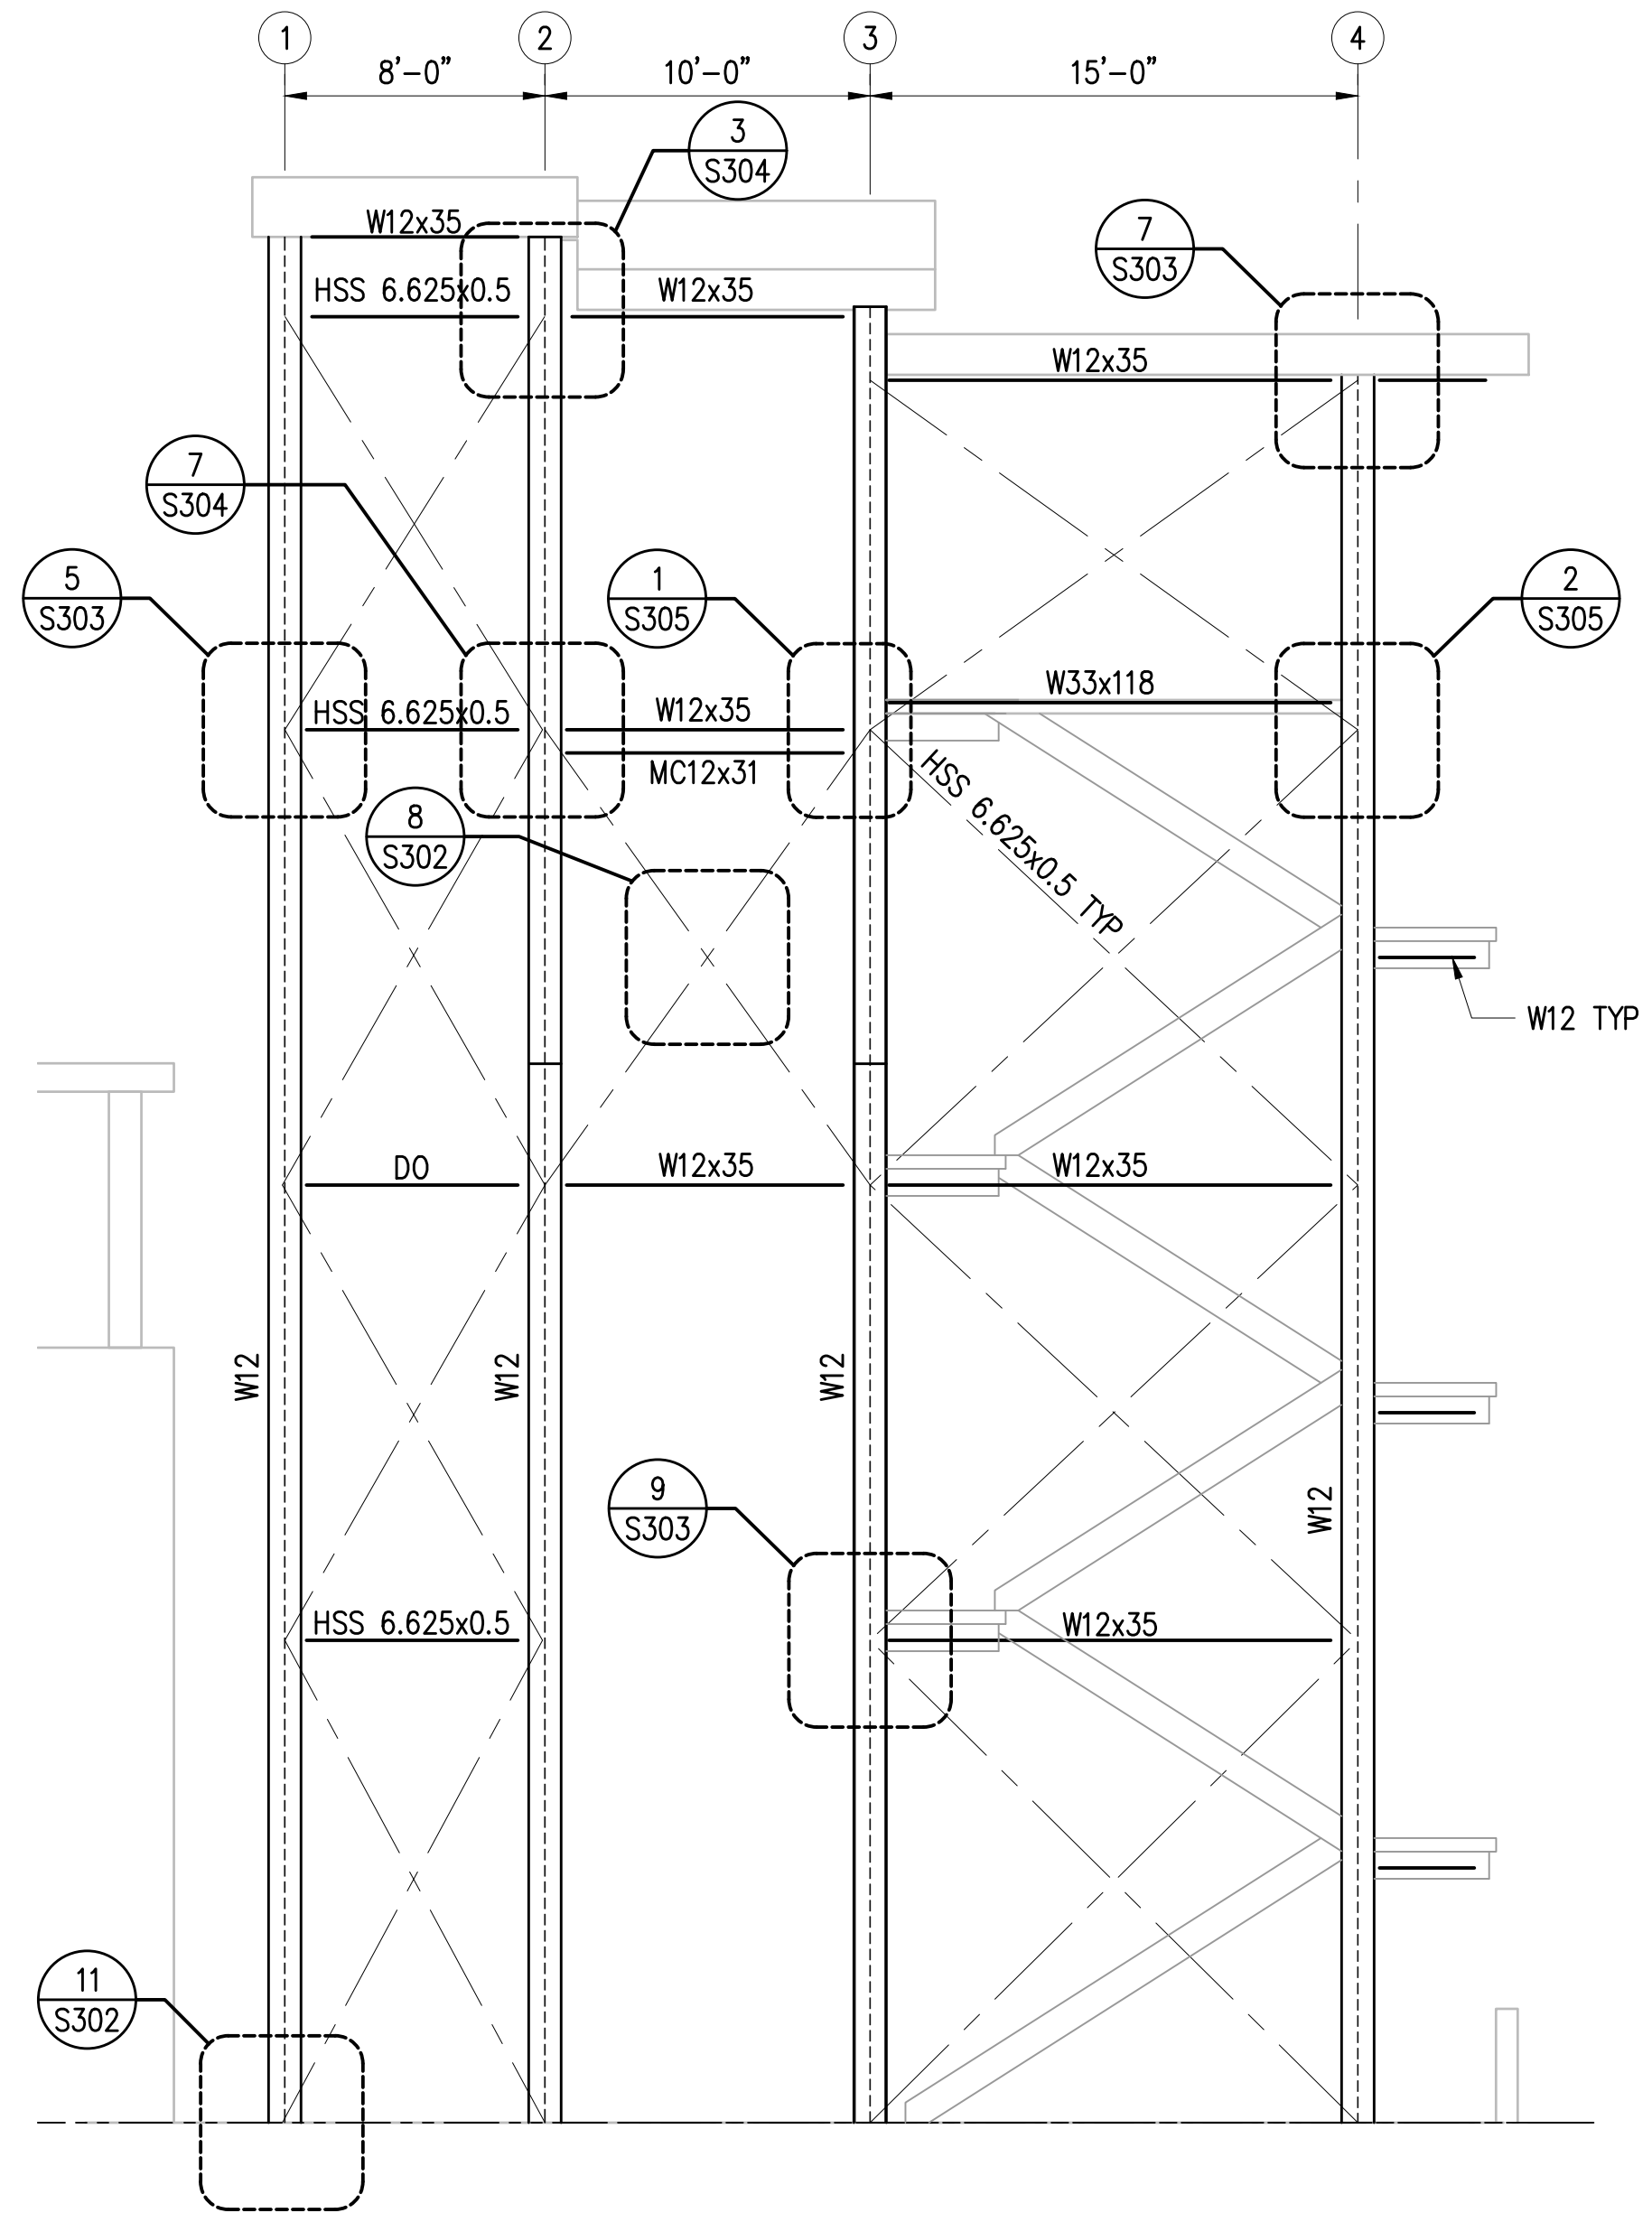 1
2
3
4
8'-0"
10'-0"
15'-0"
3
S304
W12x35
7
S303
HSS 6.625x0.5
W12x35
W12x35
7
S304
5
S303
1
S305
2
S305
HSS 6.625x0.5
W12x35
W33x118
MC12x31
HSS 6.625x0.5 TYP
8
S302
W12 TYP
DO
W12x35
W12x35
W12
W12
W12
W12
9
S303
HSS 6.625x0.5
W12x35
11
S302